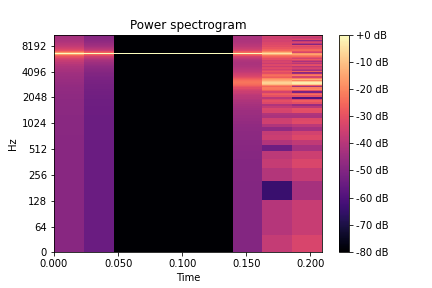 Power spectrogram
8192
4096
2048
1024
512
256
128
64
0
Hz
0.000 0.050 0.100 0.150 0.200
Time
+0 dB
-10 dB
-20 dB
-30 dB
-40 dB
-50 dB
-60 dB
-70 dB
-80 dB